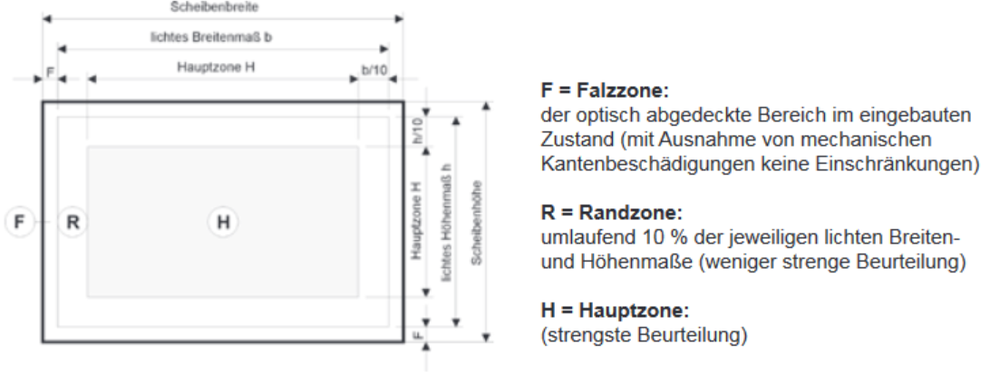 Scheibenbreite
lichtes Breitenmaß b
F
Hauptzone H
b/10
h/10
Hauptzone H
lichtes Höhenmaß h
Scheibenhöhe
F
R
H
F
F = Falzzone:
der optisch abgedeckte Bereich im eingebauten
Zustand (mit Ausnahme von mechanischen
Kantenbeschädigungen keine Einschränkungen)
R = Randzone:
umlaufend 10 % der jeweiligen lichten Breiten-
und Höhenmaße (weniger strenge Beurteilung)
H = Hauptzone:
(strengste Beurteilung)